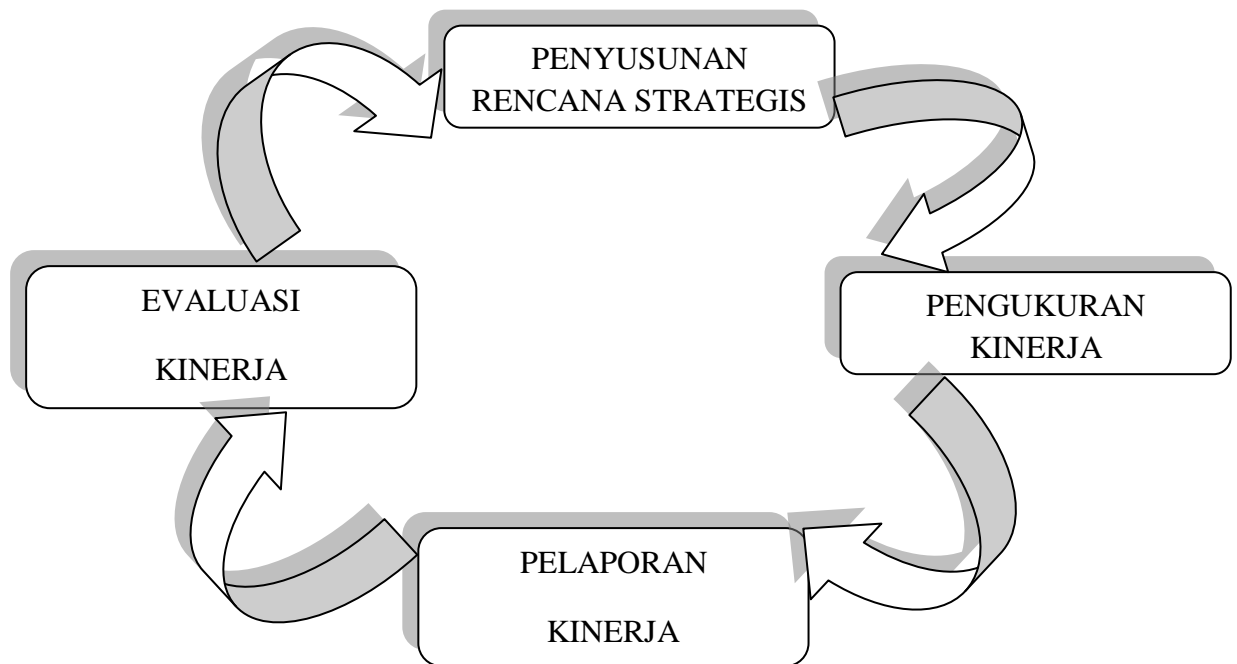 PENYUSUNAN
RENCANA STRATEGIS
PENGUKURAN
KINERJA
PELAPORAN
KINERJA
EVALUASI
KINERJA